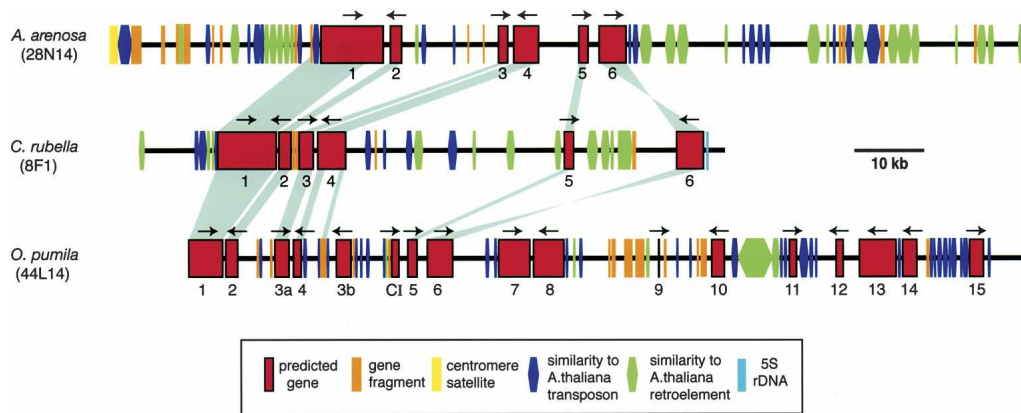 A. arenosa
(28N14)
1 2 3 4 5 6
C. rubella
(8F1)
1 2 3 4 5 6
10 kb
O. pumila
(44L14)
1 2 3a 4 3b CI 5 6 7 8 9 10 11 12 13 14 15
predicted
gene
gene
fragment
centromere
satellite
similarity to
A.thaliana
transposon
similarity to
A.thaliana
retroelement
5S
rDNA